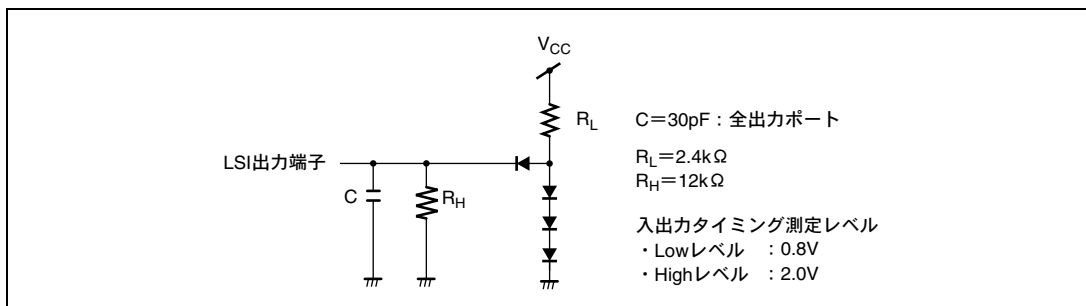 V_CC
R_L
C=30pF：全出力ポート
R_L=2.4kΩ
R_H=12kΩ
LSI出力端子
C
R_H
入出力タイミング測定レベル
・Lowレベル ：0.8V
・Highレベル ：2.0V